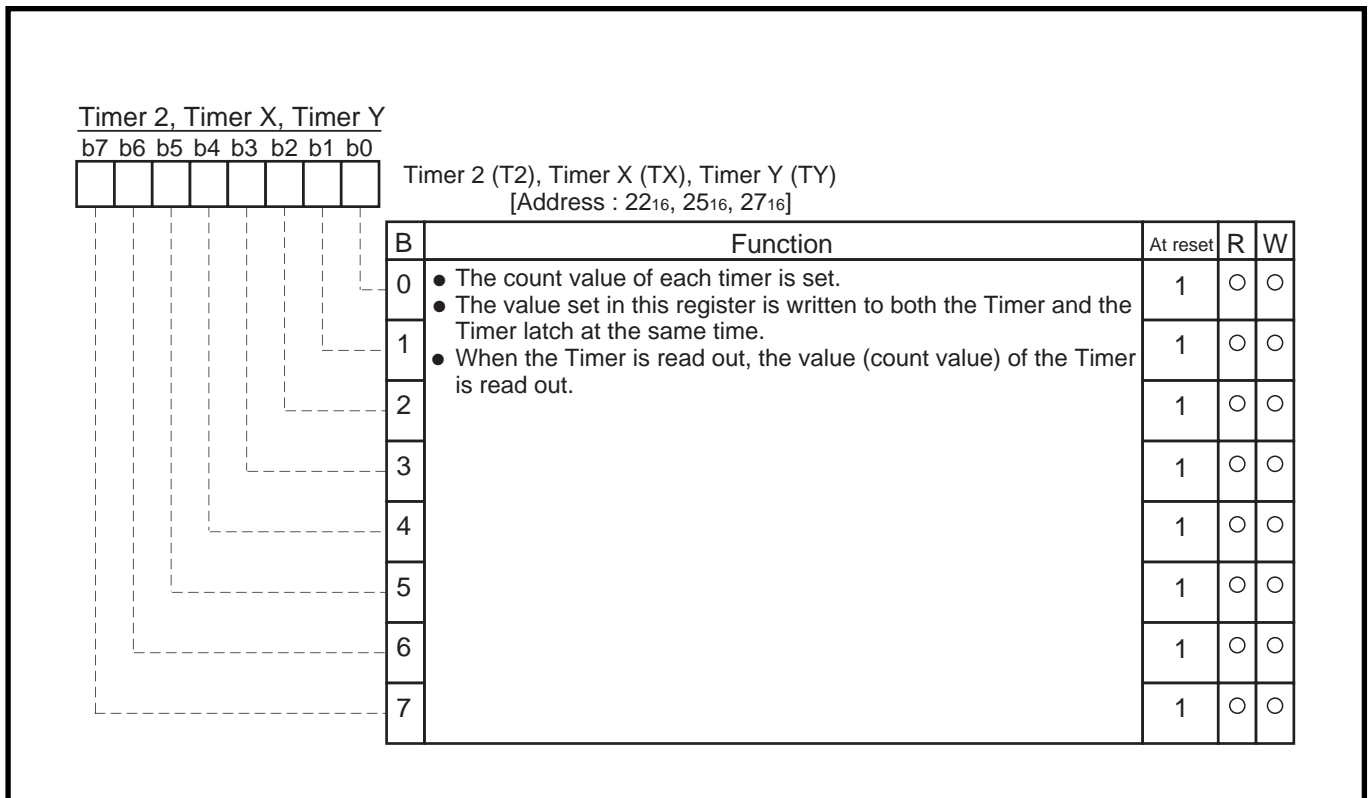 Timer 2, Timer X, Timer Y
b7 b6 b5 b4 b3 b2 b1 b0
Timer 2 (T2), Timer X (TX), Timer Y (TY)
[Address : 22₁₆, 25₁₆, 27₁₆]
B Function At reset R W
0 ● The count value of each timer is set. 1 ○ ○
● The value set in this register is written to both the Timer and the
Timer latch at the same time.
1 1 ○ ○
● When the Timer is read out, the value (count value) of the Timer
is read out.
2 1 ○ ○
3 1 ○ ○
4 1 ○ ○
5 1 ○ ○
6 1 ○ ○
7 1 ○ ○